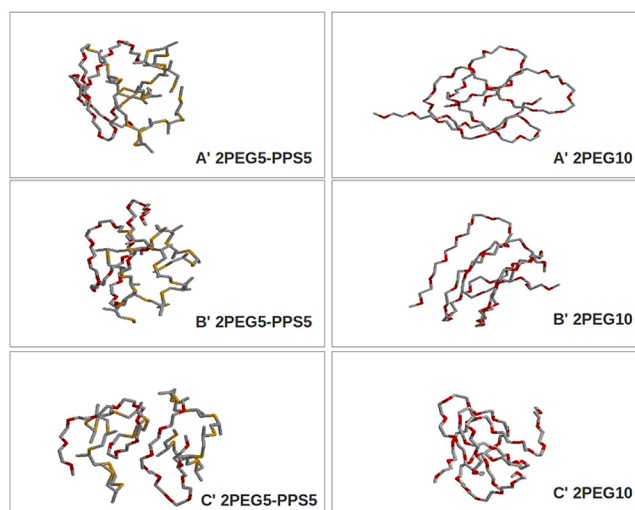 A' 2PEG5-PPS5
A' 2PEG10
B' 2PEG5-PPS5
B' 2PEG10
C' 2PEG5-PPS5
C' 2PEG10